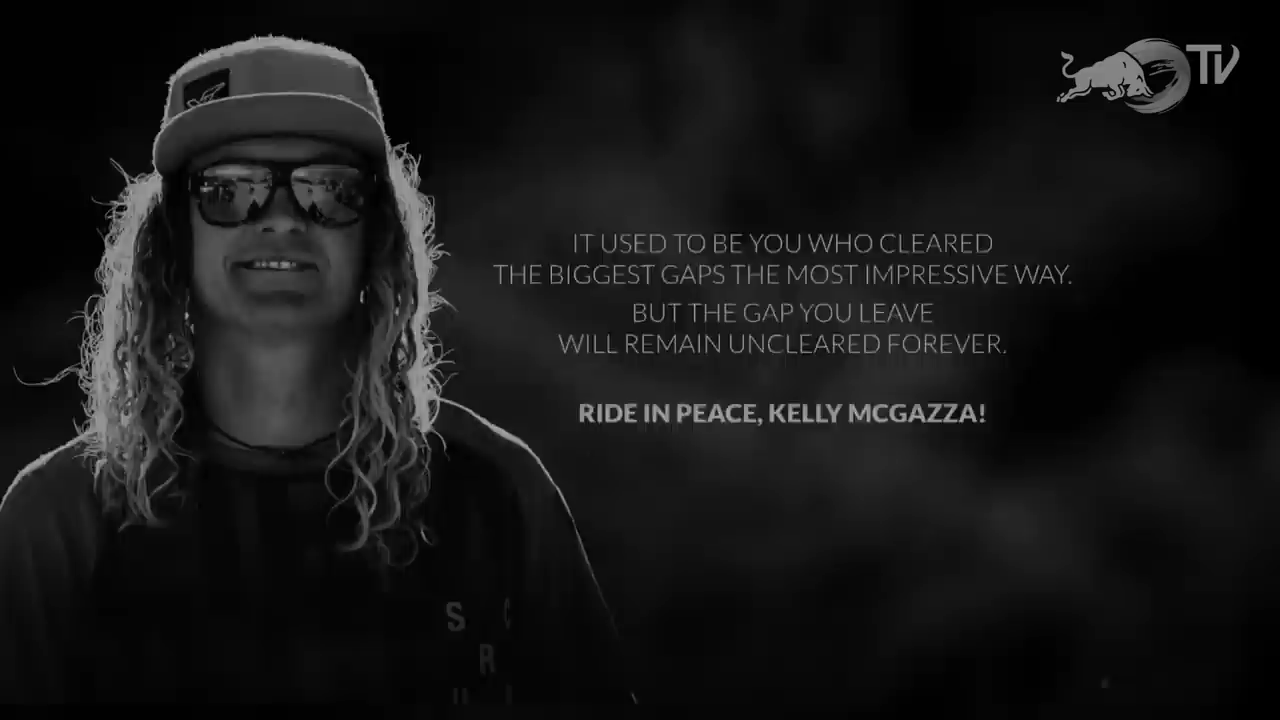 TV
IT USED TO BE YOU WHO CLEARED
THE BIGGEST GAPS THE MOST IMPRESSIVE WAY.
BUT THE GAP YOU LEAVE
WILL REMAIN UNCLEARED FOREVER.
RIDE IN PEACE, KELLY MCGAZZA!
S C
R